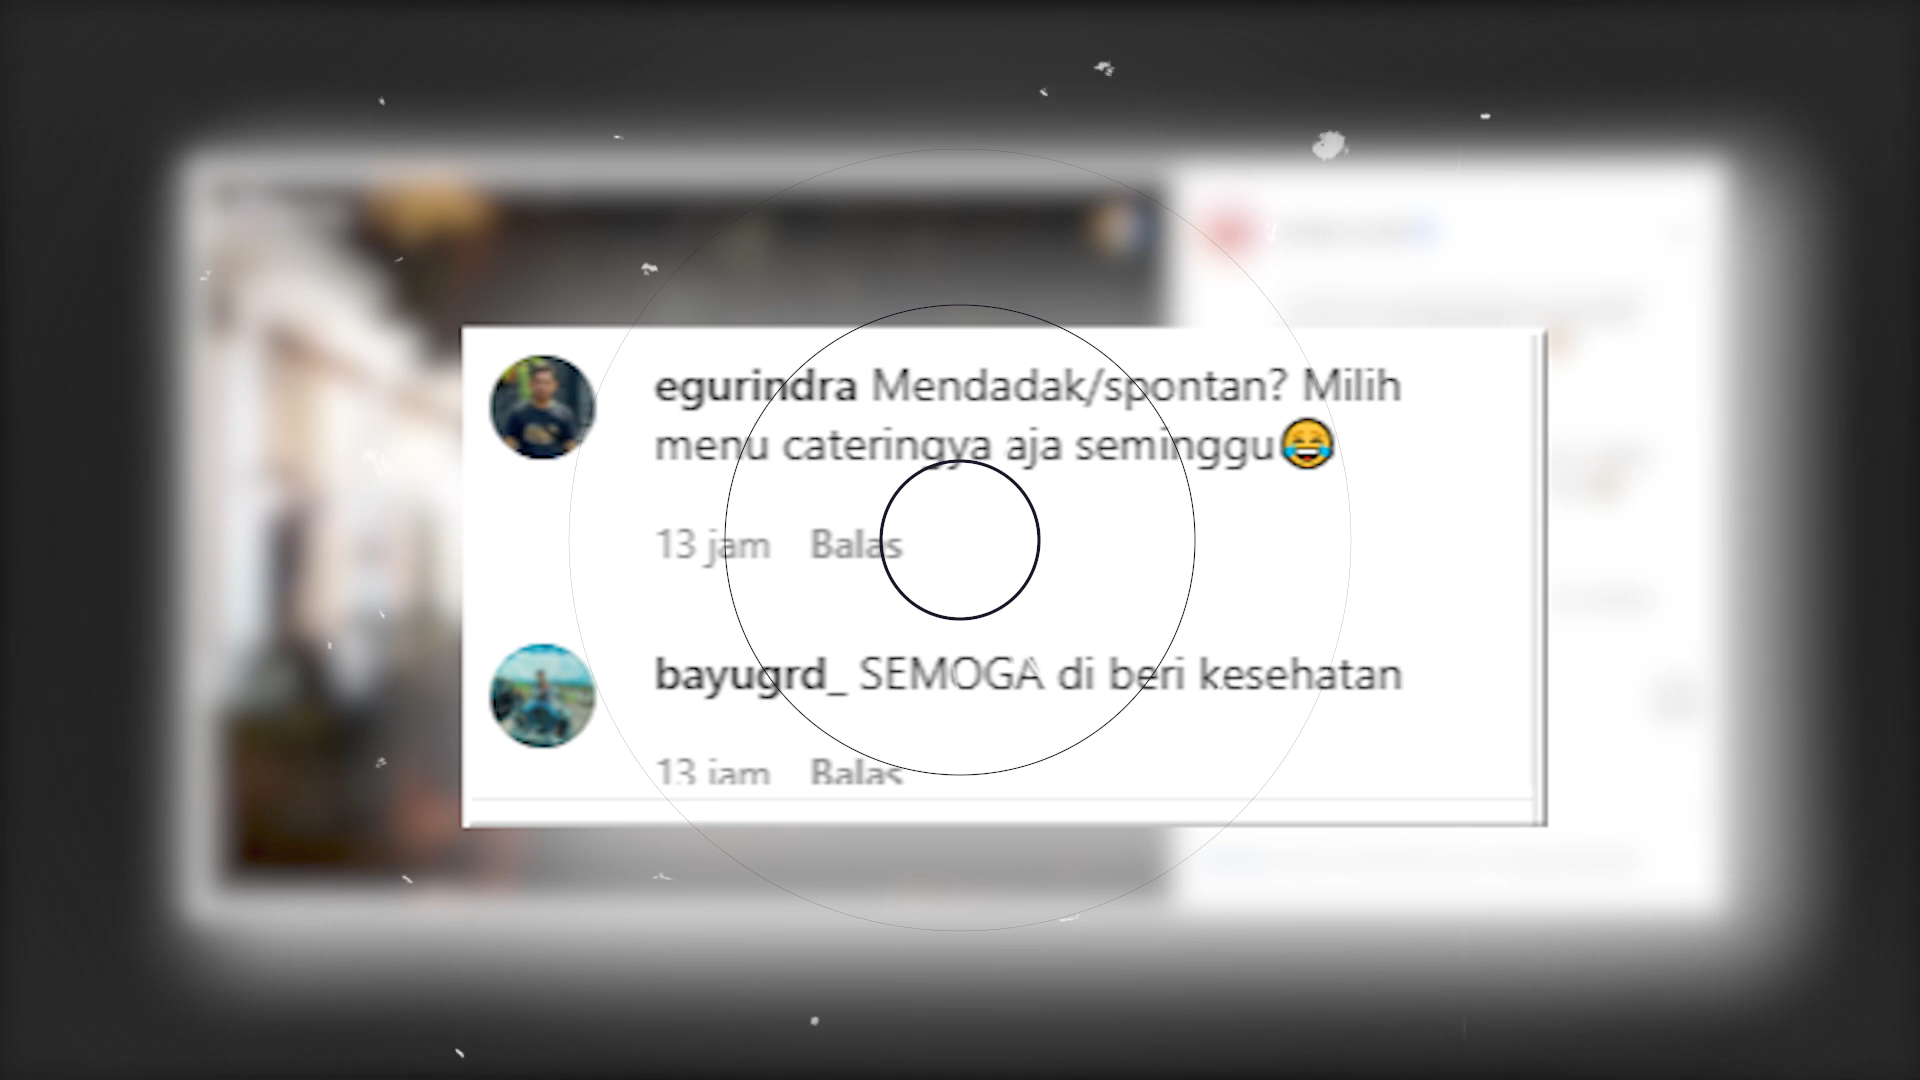 egurindra Mendadak/spontan? Milih
menu cateringya aja seminggu😂
13 jam Balas
bayugrd_ SEMOGA di beri kesehatan
13 jam Balas